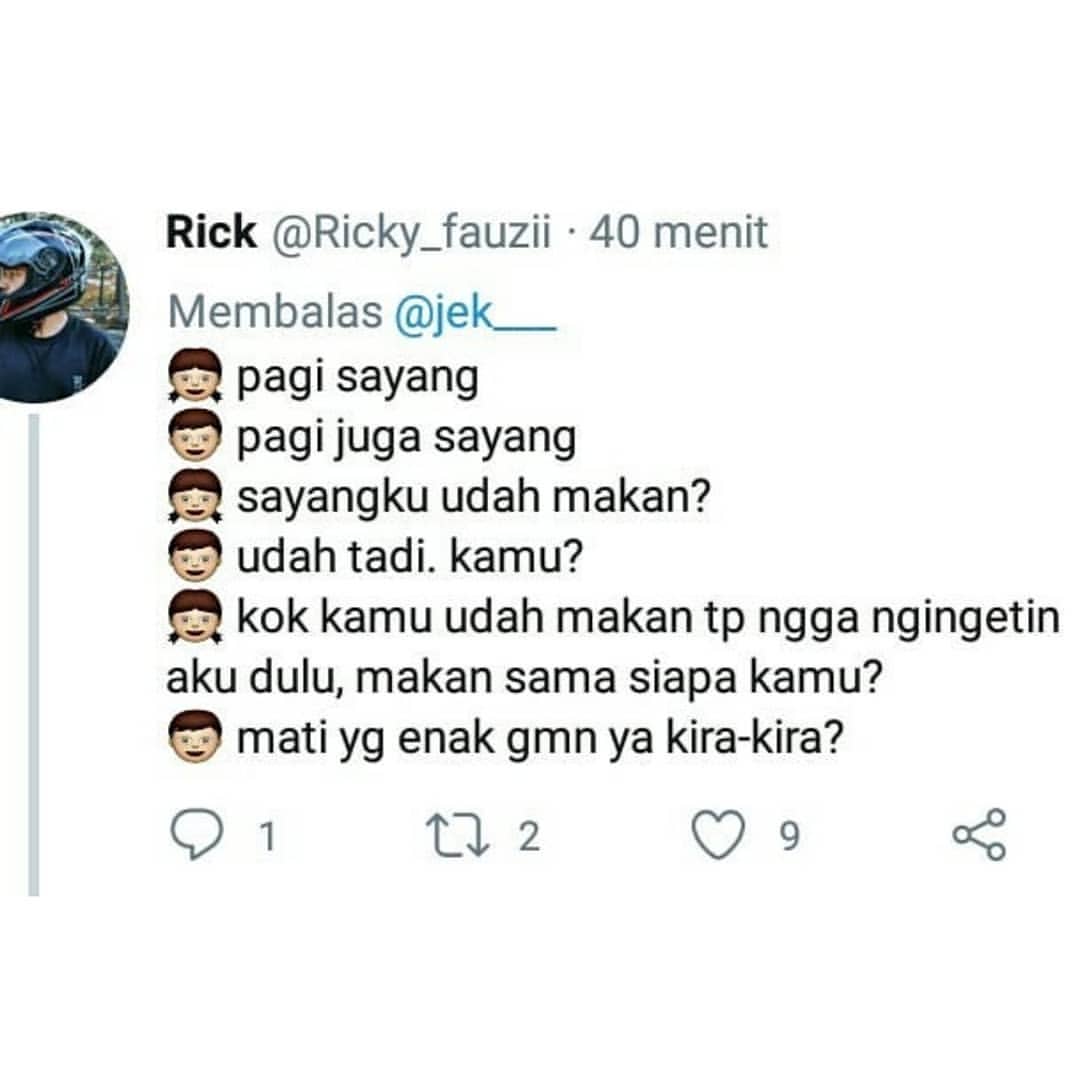 Rick @Ricky_fauzii · 40 menit
Membalas @jek___
👧 pagi sayang
👦 pagi juga sayang
👧 sayangku udah makan?
👦 udah tadi. kamu?
👧 kok kamu udah makan tp ngga ngingetin
aku dulu, makan sama siapa kamu?
👦 mati yg enak gmn ya kira-kira?
1 2 9